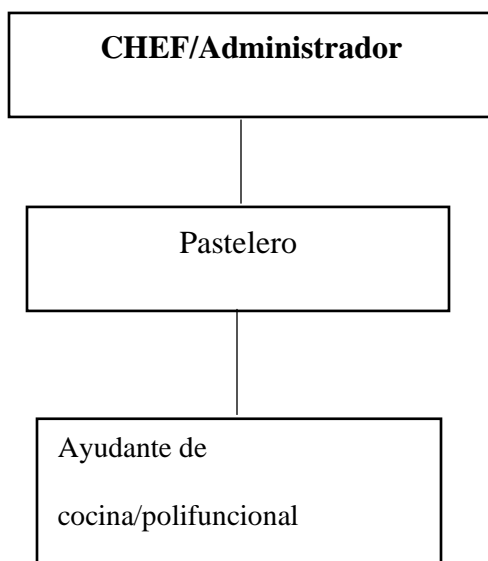 CHEF/Administrador
Pastelero
Ayudante de
cocina/polifuncional